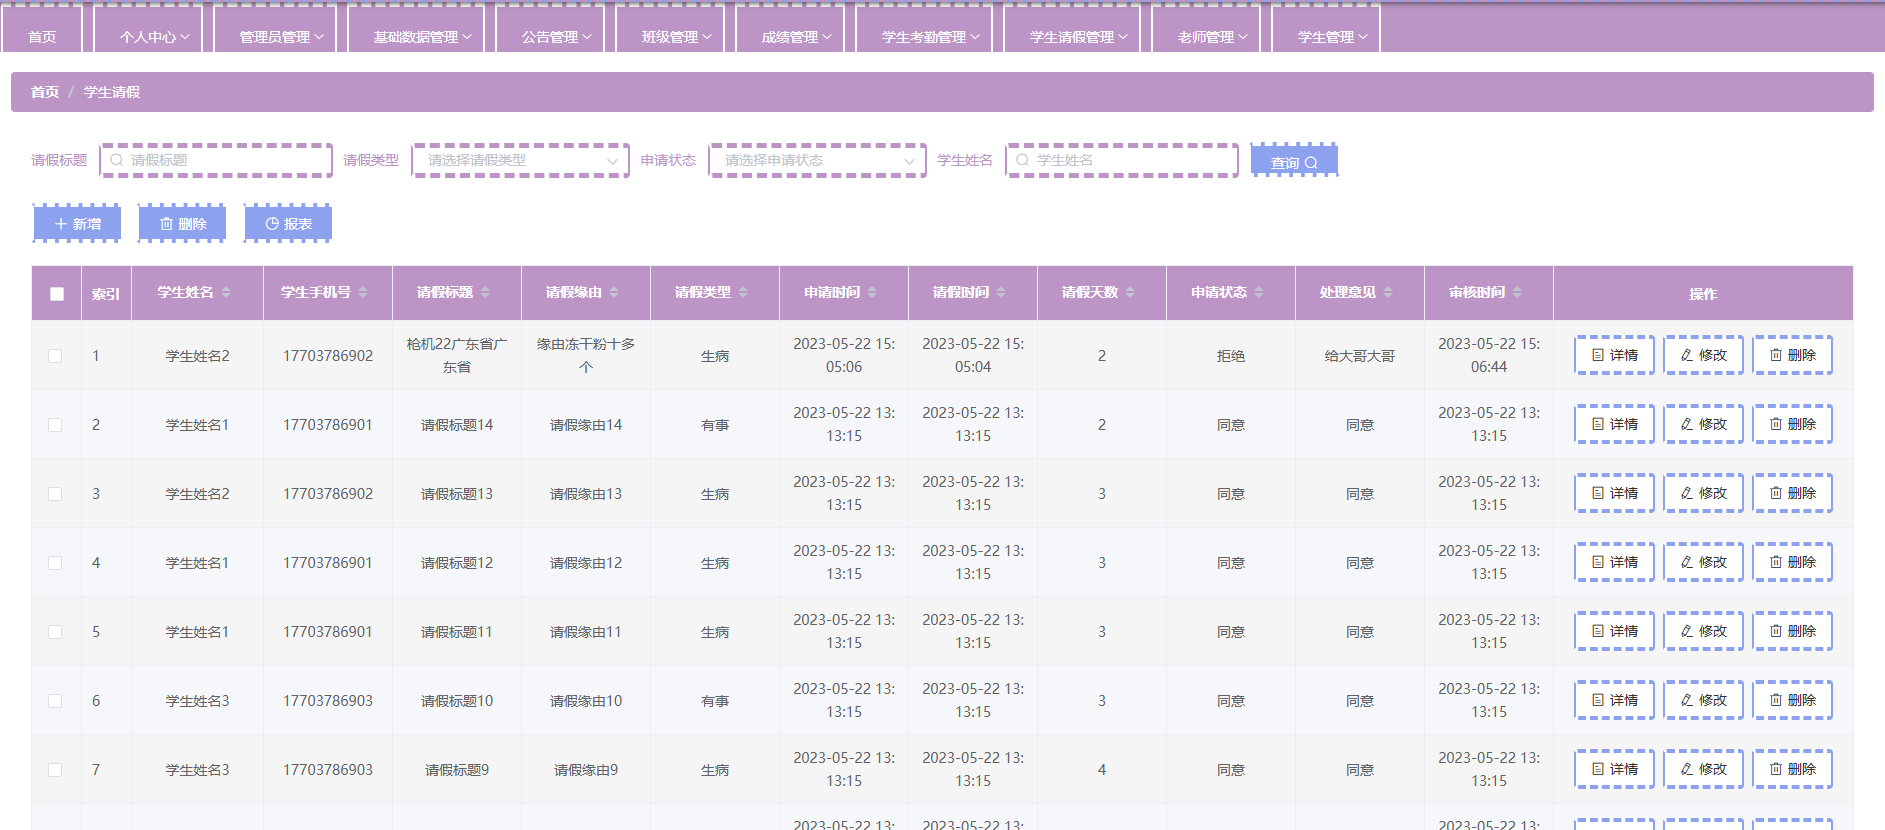 首页 个人中心 管理员管理 基础数据管理 公告管理 班级管理 成绩管理 学生考勤管理 学生请假管理 老师管理 学生管理
首页 / 学生请假
请假标题 请假标题 请假类型 请选择请假类型 申请状态 请选择申请状态 学生姓名 学生姓名 查询
新增 删除 报表
索引 学生姓名 学生手机号 请假标题 请假缘由 请假类型 申请时间 请假时间 请假天数 申请状态 处理意见 审核时间 操作
枪机22广东省广 缘由冻干粉十多 2023-05-22 15: 2023-05-22 15: 2023-05-22 15:
1 学生姓名2 17703786902 生病 2 拒绝 给大哥大哥 详情 修改 删除
东省 个 05:06 05:04 06:44
2023-05-22 13: 2023-05-22 13: 2023-05-22 13:
2 学生姓名1 17703786901 请假标题14 请假缘由14 有事 2 同意 同意 详情 修改 删除
13:15 13:15 13:15
2023-05-22 13: 2023-05-22 13: 2023-05-22 13:
3 学生姓名2 17703786902 请假标题13 请假缘由13 生病 3 同意 同意 详情 修改 删除
13:15 13:15 13:15
2023-05-22 13: 2023-05-22 13: 2023-05-22 13:
4 学生姓名1 17703786901 请假标题12 请假缘由12 生病 3 同意 同意 详情 修改 删除
13:15 13:15 13:15
2023-05-22 13: 2023-05-22 13: 2023-05-22 13:
5 学生姓名1 17703786901 请假标题11 请假缘由11 生病 3 同意 同意 详情 修改 删除
13:15 13:15 13:15
2023-05-22 13: 2023-05-22 13: 2023-05-22 13:
6 学生姓名3 17703786903 请假标题10 请假缘由10 有事 3 同意 同意 详情 修改 删除
13:15 13:15 13:15
2023-05-22 13: 2023-05-22 13: 2023-05-22 13:
7 学生姓名3 17703786903 请假标题9 请假缘由9 生病 4 同意 同意 详情 修改 删除
13:15 13:15 13:15
2023-05-22 13: 2023-05-22 13: 2023-05-22 13: